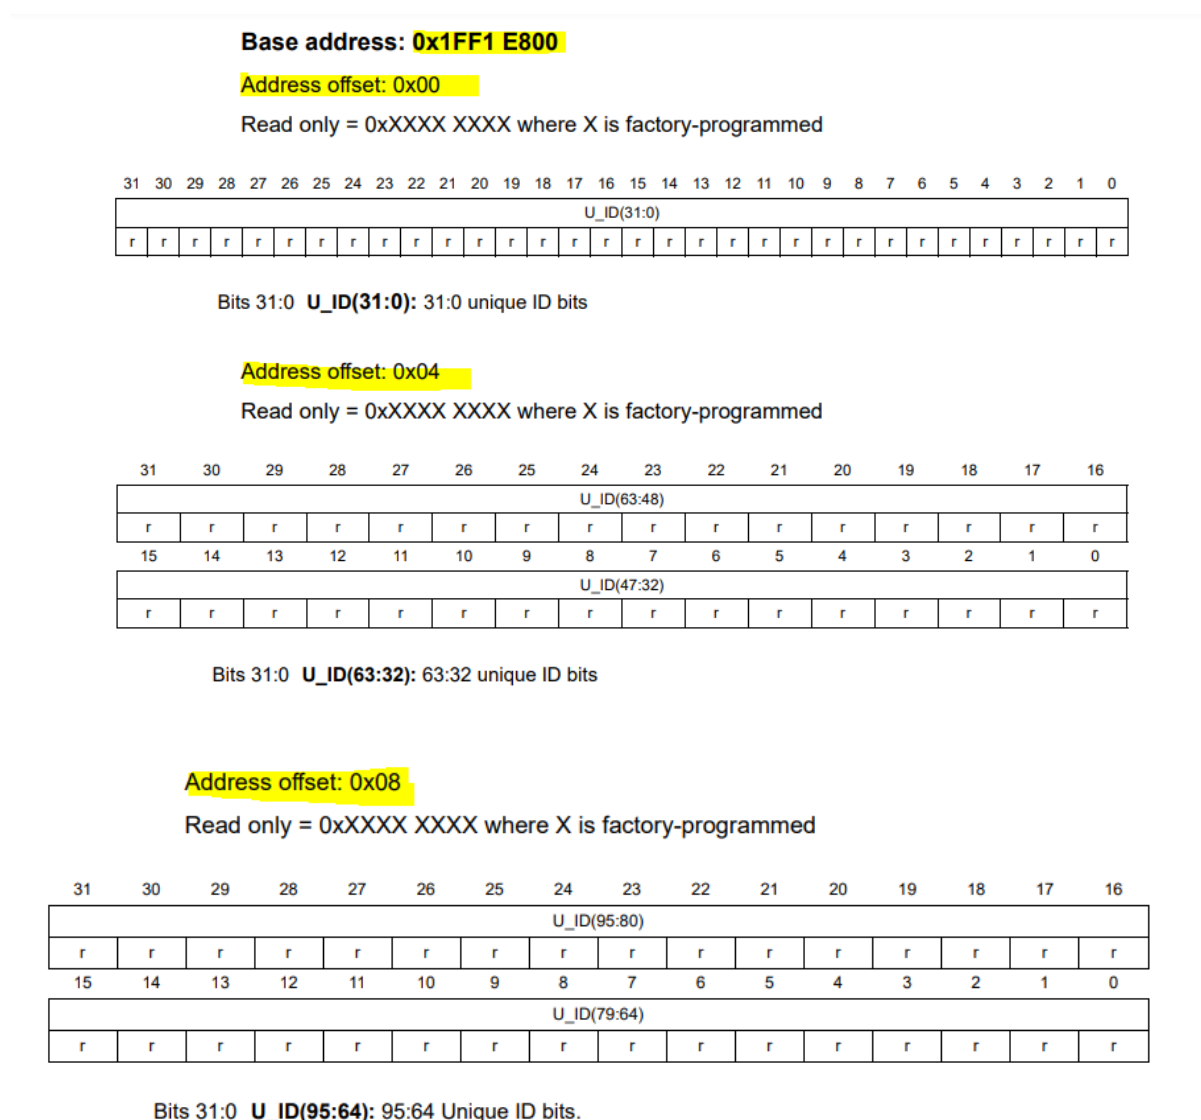 Base address: 0x1FF1 E800
Address offset: 0x00
Read only = 0xXXXX XXXX where X is factory-programmed
31 30 29 28 27 26 25 24 23 22 21 20 19 18 17 16 15 14 13 12 11 10 9 8 7 6 5 4 3 2 1 0
U_ID(31:0)
r r r r r r r r r r r r r r r r r r r r r r r r r r r r r r r r
Bits 31:0 U_ID(31:0): 31:0 unique ID bits
Address offset: 0x04
Read only = 0xXXXX XXXX where X is factory-programmed
31 30 29 28 27 26 25 24 23 22 21 20 19 18 17 16
U_ID(63:48)
r r r r r r r r r r r r r r r r
15 14 13 12 11 10 9 8 7 6 5 4 3 2 1 0
U_ID(47:32)
r r r r r r r r r r r r r r r r
Bits 31:0 U_ID(63:32): 63:32 unique ID bits
Address offset: 0x08
Read only = 0xXXXX XXXX where X is factory-programmed
31 30 29 28 27 26 25 24 23 22 21 20 19 18 17 16
U_ID(95:80)
r r r r r r r r r r r r r r r r
15 14 13 12 11 10 9 8 7 6 5 4 3 2 1 0
U_ID(79:64)
r r r r r r r r r r r r r r r r
Bits 31:0 U_ID(95:64): 95:64 Unique ID bits.